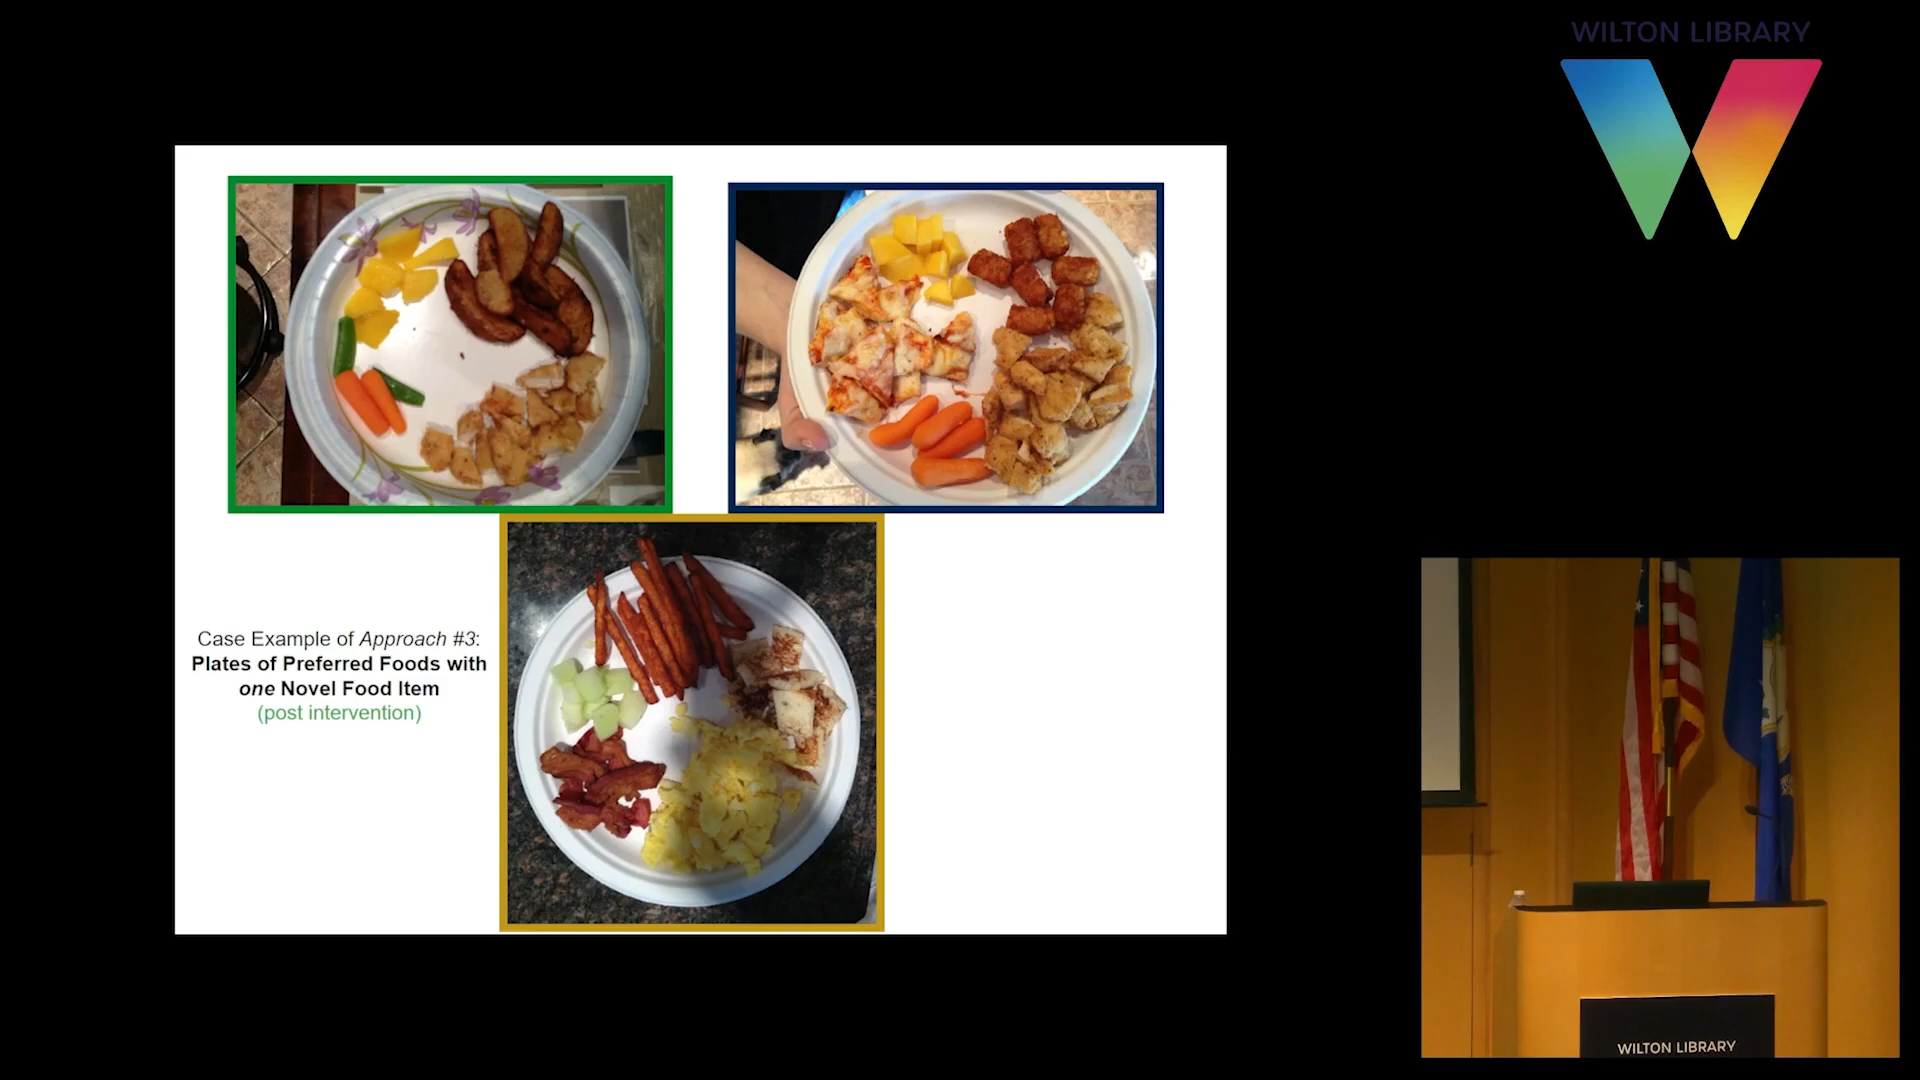 WILTON LIBRARY
Case Example of Approach #3:
Plates of Preferred Foods with
one Novel Food Item
(post intervention)
WILTON LIBRARY